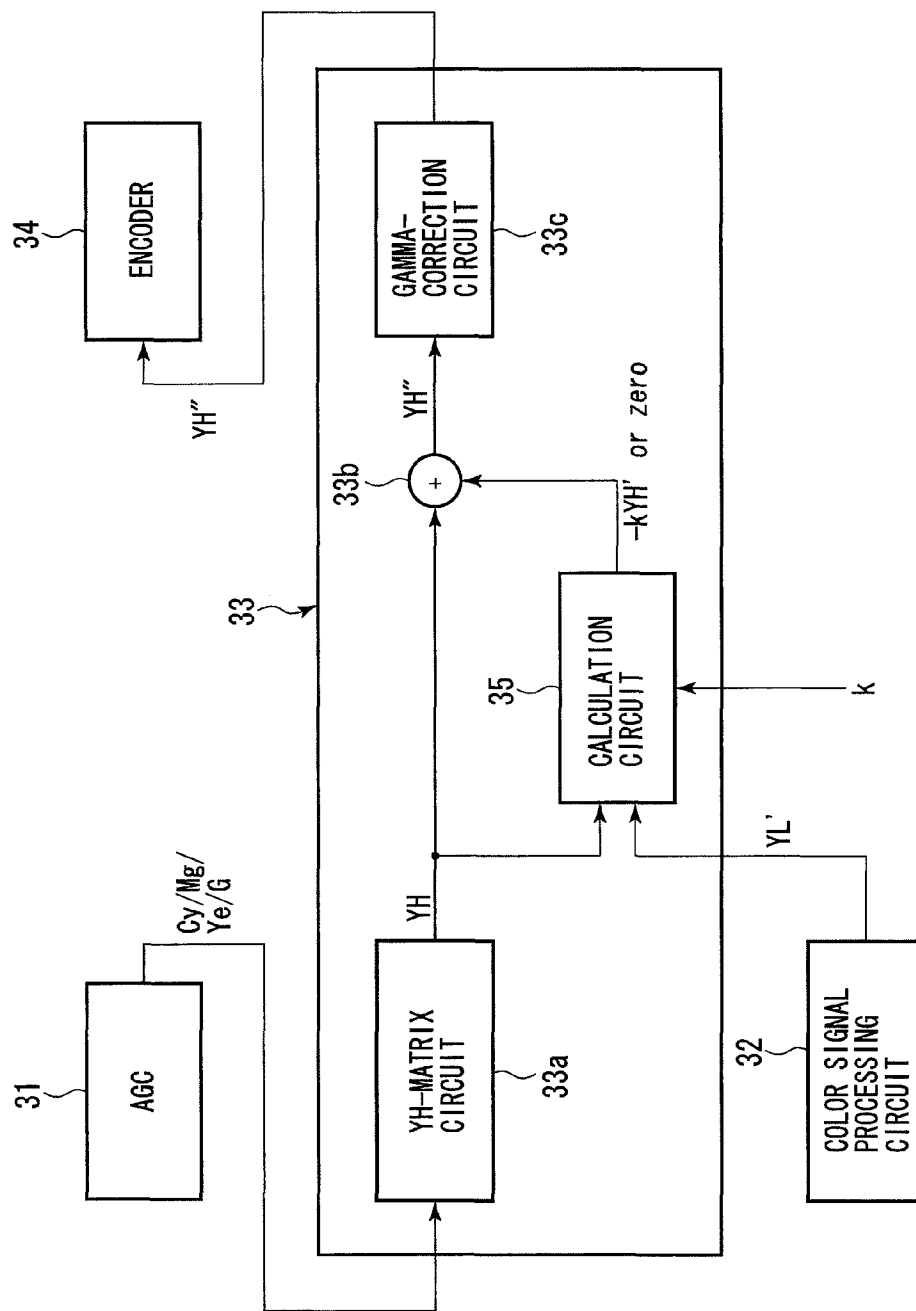 31
AGC
Cy/Mg/
Ye/G
34
ENCODER
YH″
33
YH-MATRIX
CIRCUIT
33a
YH
33b
+
YH″
GAMMA-
CORRECTION
CIRCUIT
33c
35
CALCULATION
CIRCUIT
-kYH' or zero
32
COLOR SIGNAL
PROCESSING
CIRCUIT
YL'
k